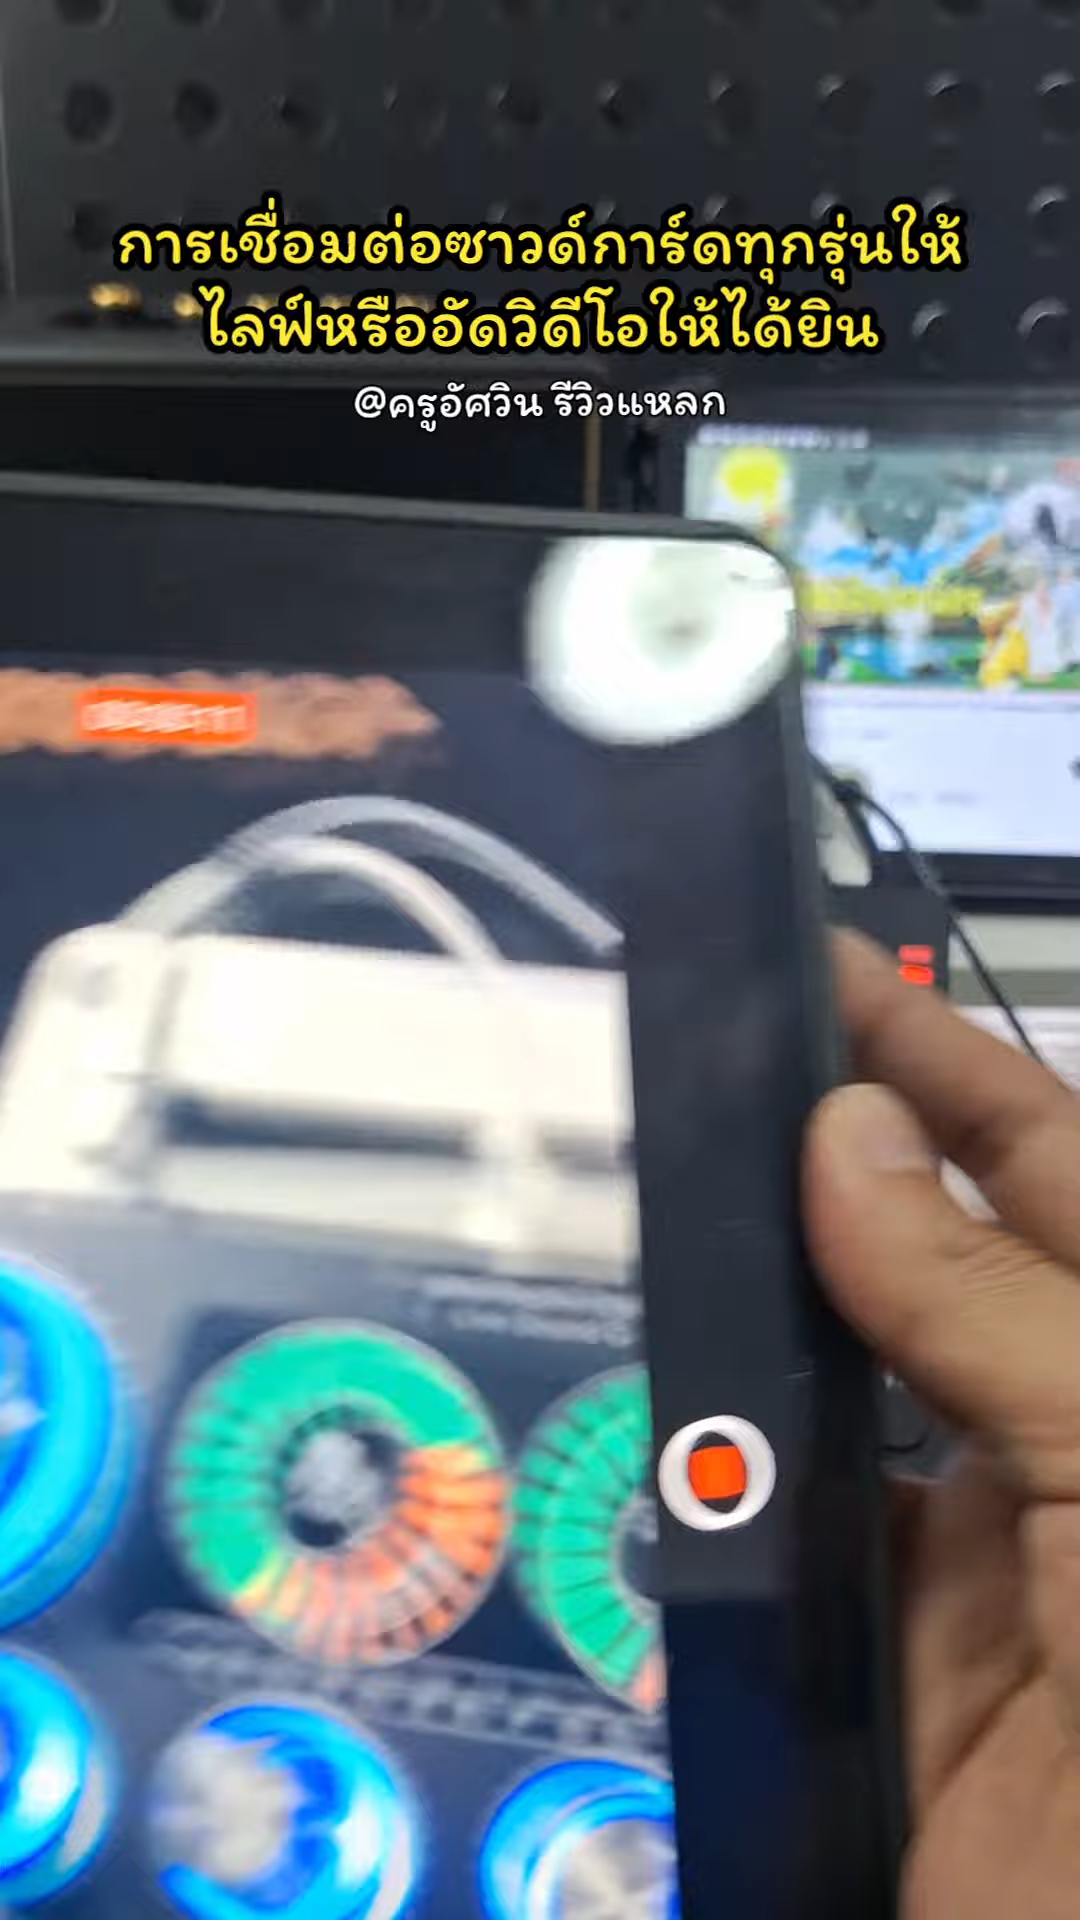 การเชื่อมต่อซาวด์การ์ดทุกรุ่นให้
ไลฟ์หรืออัดวิดีโอให้ได้ยิน
@ครูอัศวิน รีวิวแหลก